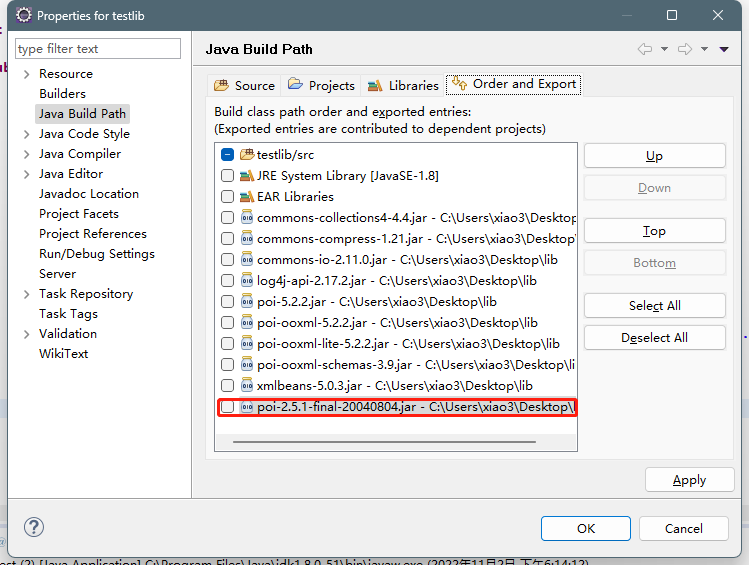 Properties for testlib
type filter text
Resource
Builders
Java Build Path
Java Code Style
Java Compiler
Java Editor
Javadoc Location
Project Facets
Project References
Run/Debug Settings
Server
Task Repository
Task Tags
Validation
WikiText
Java Build Path
Source
Projects
Libraries
Order and Export
Build class path order and exported entries:
(Exported entries are contributed to dependent projects)
testlib/src
JRE System Library [JavaSE-1.8]
EAR Libraries
commons-collections4-4.4.jar - C:\Users\xiao3\Desktop
commons-compress-1.21.jar - C:\Users\xiao3\Desktop\
commons-io-2.11.0.jar - C:\Users\xiao3\Desktop\lib
log4j-api-2.17.2.jar - C:\Users\xiao3\Desktop\lib
poi-5.2.2.jar - C:\Users\xiao3\Desktop\lib
poi-ooxml-5.2.2.jar - C:\Users\xiao3\Desktop\lib
poi-ooxml-lite-5.2.2.jar - C:\Users\xiao3\Desktop\lib
poi-ooxml-schemas-3.9.jar - C:\Users\xiao3\Desktop\li
xmlbeans-5.0.3.jar - C:\Users\xiao3\Desktop\lib
poi-2.5.1-final-20040804.jar - C:\Users\xiao3\Desktop\l
Up
Down
Top
Bottom
Select All
Deselect All
Apply
OK
Cancel
est (2) [Java Application] C:\Program Files\Java\jdk1.8.0_51\bin\javaw.exe (2022年11月2日 下午6:14:12)